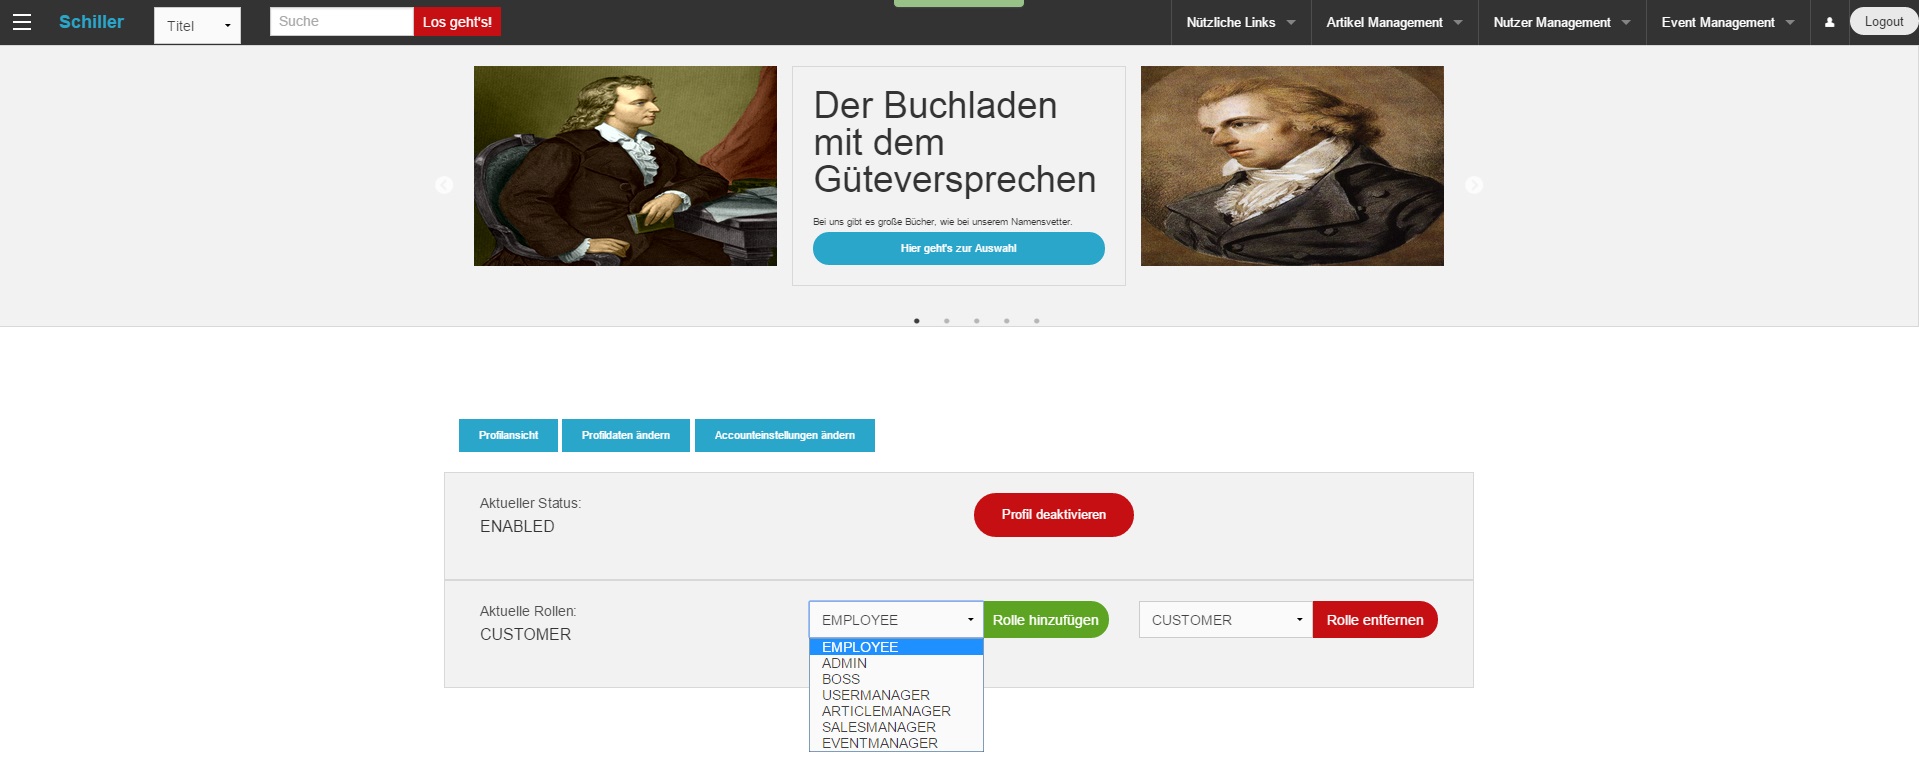 Schiller
Titel
Suche
Los geht's!
Nützliche Links
Artikel Management
Nutzer Management
Event Management
Logout
Der Buchladen
mit dem
Güteversprechen
Bei uns gibt es große Bücher, wie bei unserem Namensvetter.
Hier geht's zur Auswahl
Profilansicht
Profildaten ändern
Accounteinstellungen ändern
Aktueller Status:
ENABLED
Profil deaktivieren
Aktuelle Rollen:
CUSTOMER
EMPLOYEE
Rolle hinzufügen
CUSTOMER
Rolle entfernen
EMPLOYEE
ADMIN
BOSS
USERMANAGER
ARTICLEMANAGER
SALESMANAGER
EVENTMANAGER